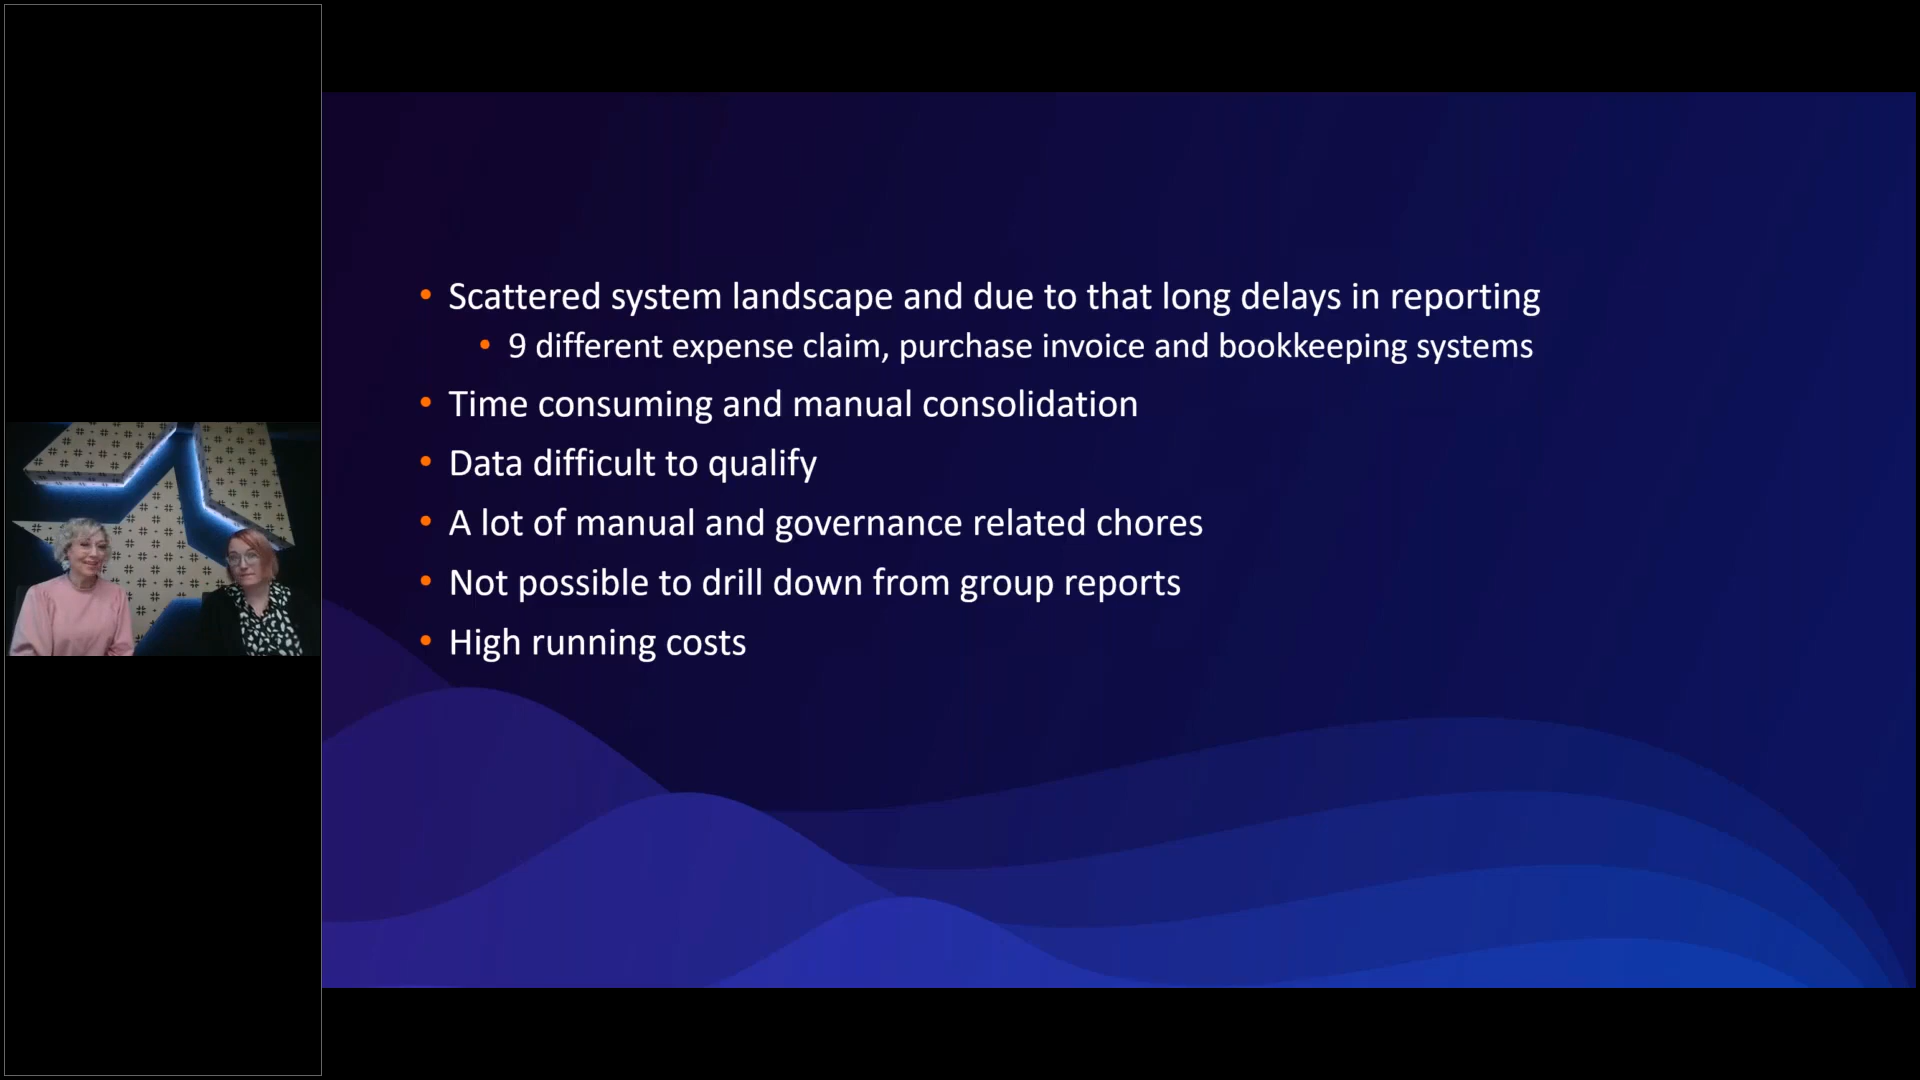 • Scattered system landscape and due to that long delays in reporting
• 9 different expense claim, purchase invoice and bookkeeping systems
• Time consuming and manual consolidation
• Data difficult to qualify
• A lot of manual and governance related chores
• Not possible to drill down from group reports
• High running costs